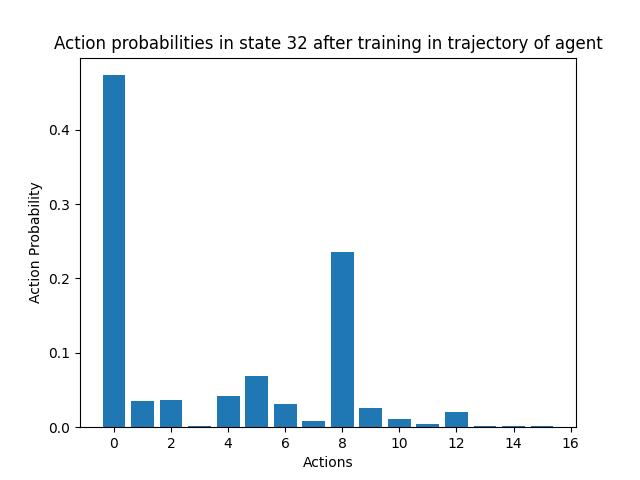 Action probabilities in state 32 after training in trajectory of agent
Action Probability
0.4
0.3
0.2
0.1
0.0
0 2 4 6 8 10 12 14 16
Actions